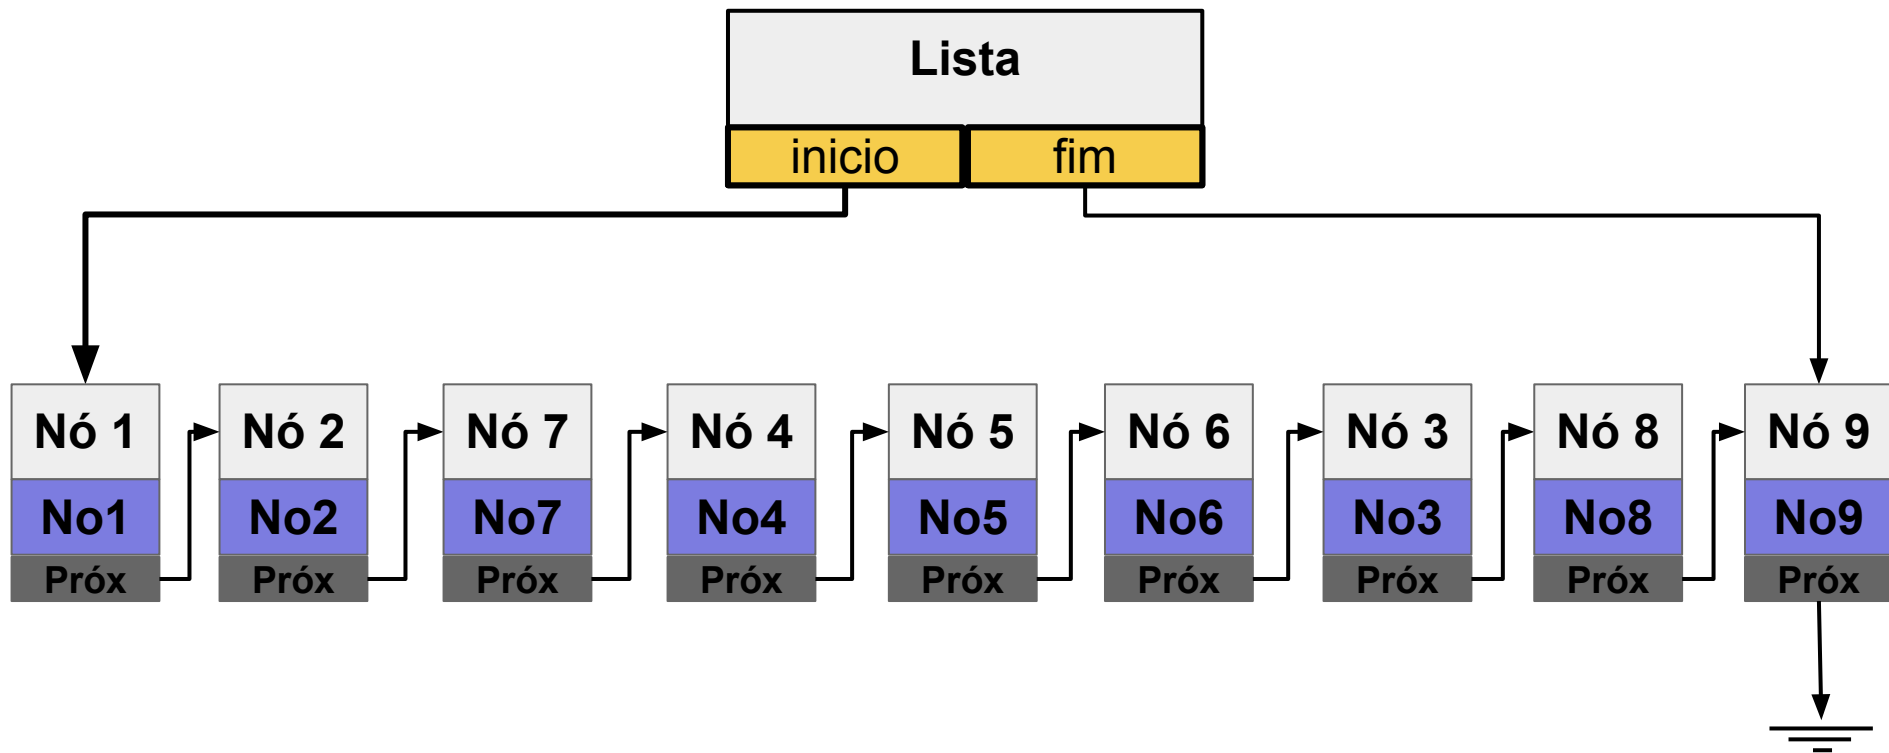 Lista
inicio fim
Nó 1 Nó 2 Nó 7 Nó 4 Nó 5 Nó 6 Nó 3 Nó 8 Nó 9
No1 No2 No7 No4 No5 No6 No3 No8 No9
Próx Próx Próx Próx Próx Próx Próx Próx Próx